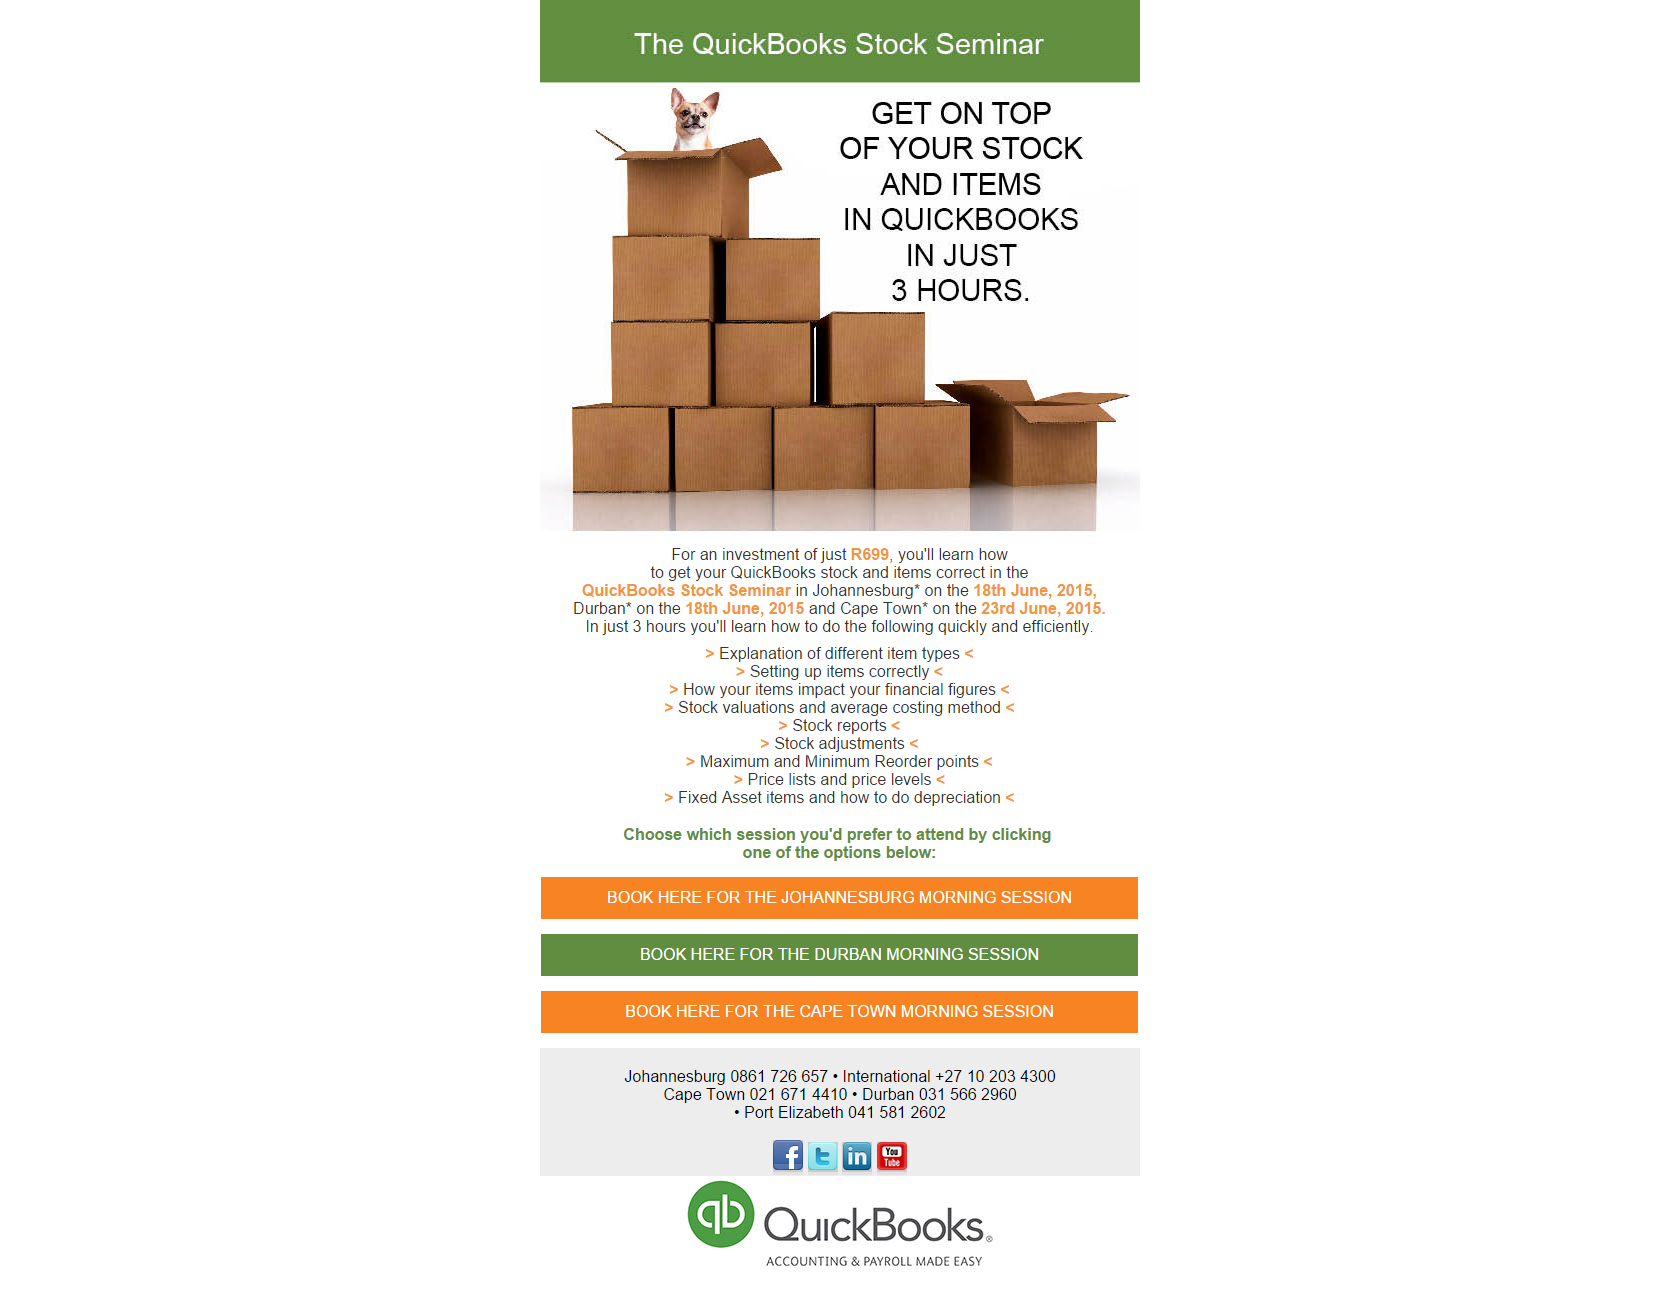 The QuickBooks Stock Seminar
GET ON TOP
OF YOUR STOCK
AND ITEMS
IN QUICKBOOKS
IN JUST
3 HOURS.
For an investment of just R699, you'll learn how
to get your QuickBooks stock and items correct in the
QuickBooks Stock Seminar in Johannesburg* on the 18th June, 2015,
Durban* on the 18th June, 2015 and Cape Town* on the 23rd June, 2015.
In just 3 hours you'll learn how to do the following quickly and efficiently.
> Explanation of different item types <
> Setting up items correctly <
> How your items impact your financial figures <
> Stock valuations and average costing method <
> Stock reports <
> Stock adjustments <
> Maximum and Minimum Reorder points <
> Price lists and price levels <
> Fixed Asset items and how to do depreciation <
Choose which session you'd prefer to attend by clicking
one of the options below:
BOOK HERE FOR THE JOHANNESBURG MORNING SESSION
BOOK HERE FOR THE DURBAN MORNING SESSION
BOOK HERE FOR THE CAPE TOWN MORNING SESSION
Johannesburg 0861 726 657 • International +27 10 203 4300
Cape Town 021 671 4410 • Durban 031 566 2960
• Port Elizabeth 041 581 2602
f t in You Tube
qb QuickBooks®
ACCOUNTING & PAYROLL MADE EASY